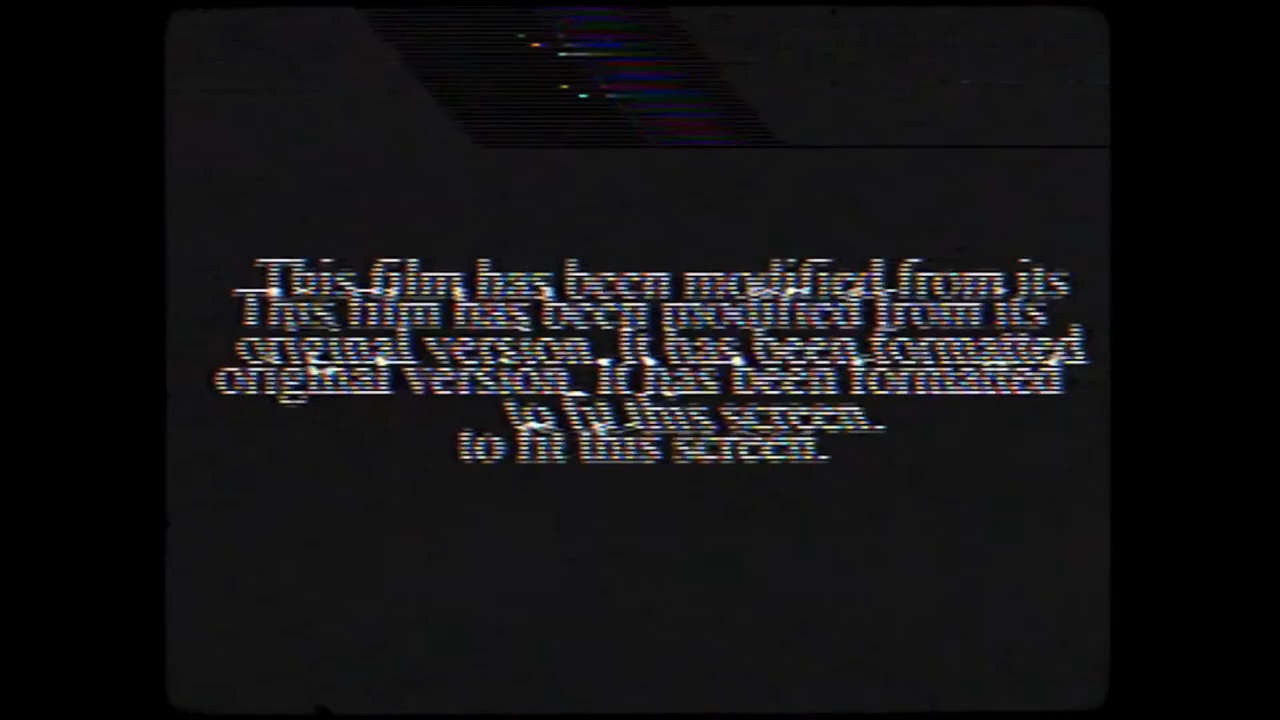 This film has been modified from its
This film has been modified from its
original version. It has been formatted
original version. It has been formatted
to fit this screen.
to fit this screen.